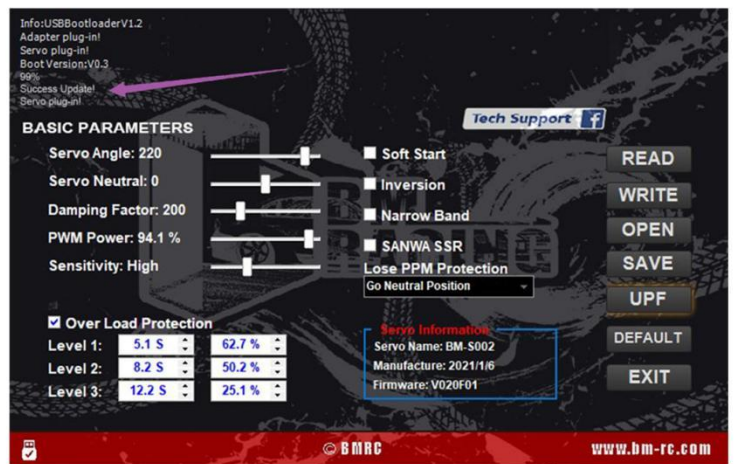 Info:USBBootloaderV1.2
Adapter plug-in!
Servo plug-in!
Boot Version:V0.3
99%
Success Update!
Servo plug-in!
Tech Support f
BASIC PARAMETERS
Servo Angle: 220
Servo Neutral: 0
Damping Factor: 200
PWM Power: 94.1 %
Sensitivity: High
Soft Start
Inversion
Narrow Band
SANWA SSR
Lose PPM Protection
Go Neutral Position
BM
RACING
READ
WRITE
OPEN
SAVE
UPF
DEFAULT
EXIT
Over Load Protection
Level 1: 5.1 S 62.7 %
Level 2: 8.2 S 50.2 %
Level 3: 12.2 S 25.1 %
Servo Information
Servo Name: BM-S002
Manufacture: 2021/1/6
Firmware: V020F01
© BMRC
www.bm-rc.com